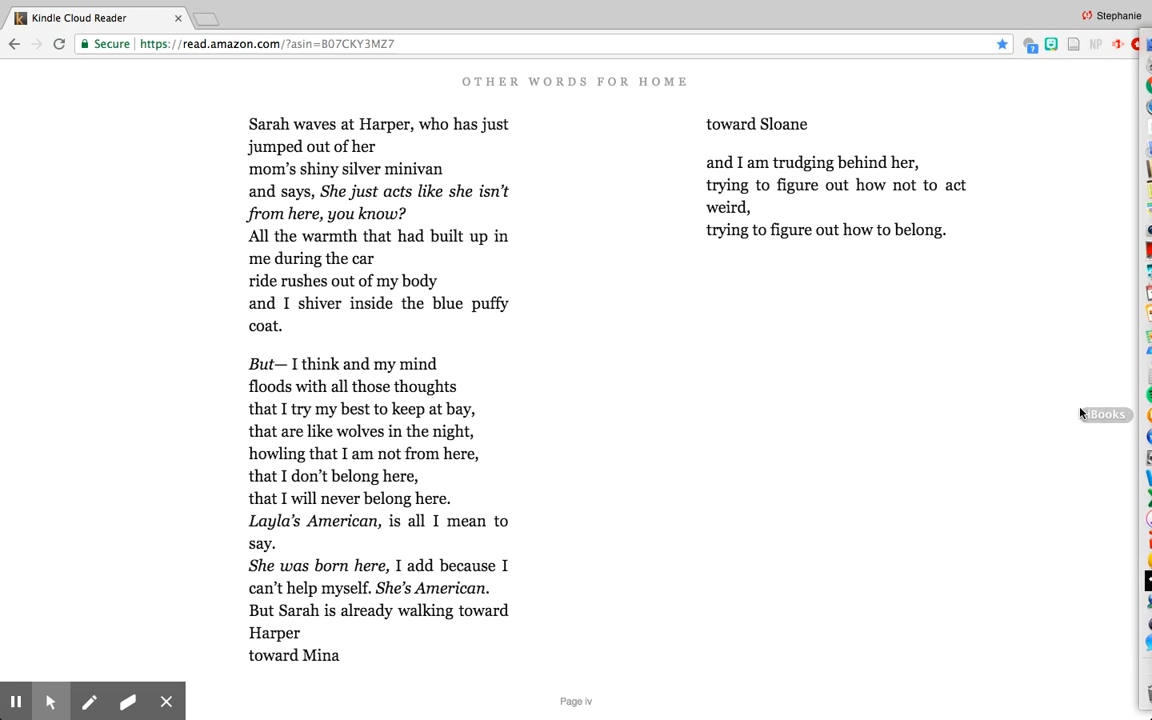 Kindle Cloud Reader
Stephanie
Secure
https://read.amazon.com/?asin=B07CKY3MZ7
7
NP
OTHER WORDS FOR HOME
Sarah waves at Harper, who has just
jumped out of her
mom’s shiny silver minivan
and says, She just acts like she isn’t
from here, you know?
All the warmth that had built up in
me during the car
ride rushes out of my body
and I shiver inside the blue puffy
coat.
But— I think and my mind
floods with all those thoughts
that I try my best to keep at bay,
that are like wolves in the night,
howling that I am not from here,
that I don’t belong here,
that I will never belong here.
Layla’s American, is all I mean to
say.
She was born here, I add because I
can’t help myself. She’s American.
But Sarah is already walking toward
Harper
toward Mina
toward Sloane
and I am trudging behind her,
trying to figure out how not to act
weird,
trying to figure out how to belong.
iBooks
Page iv